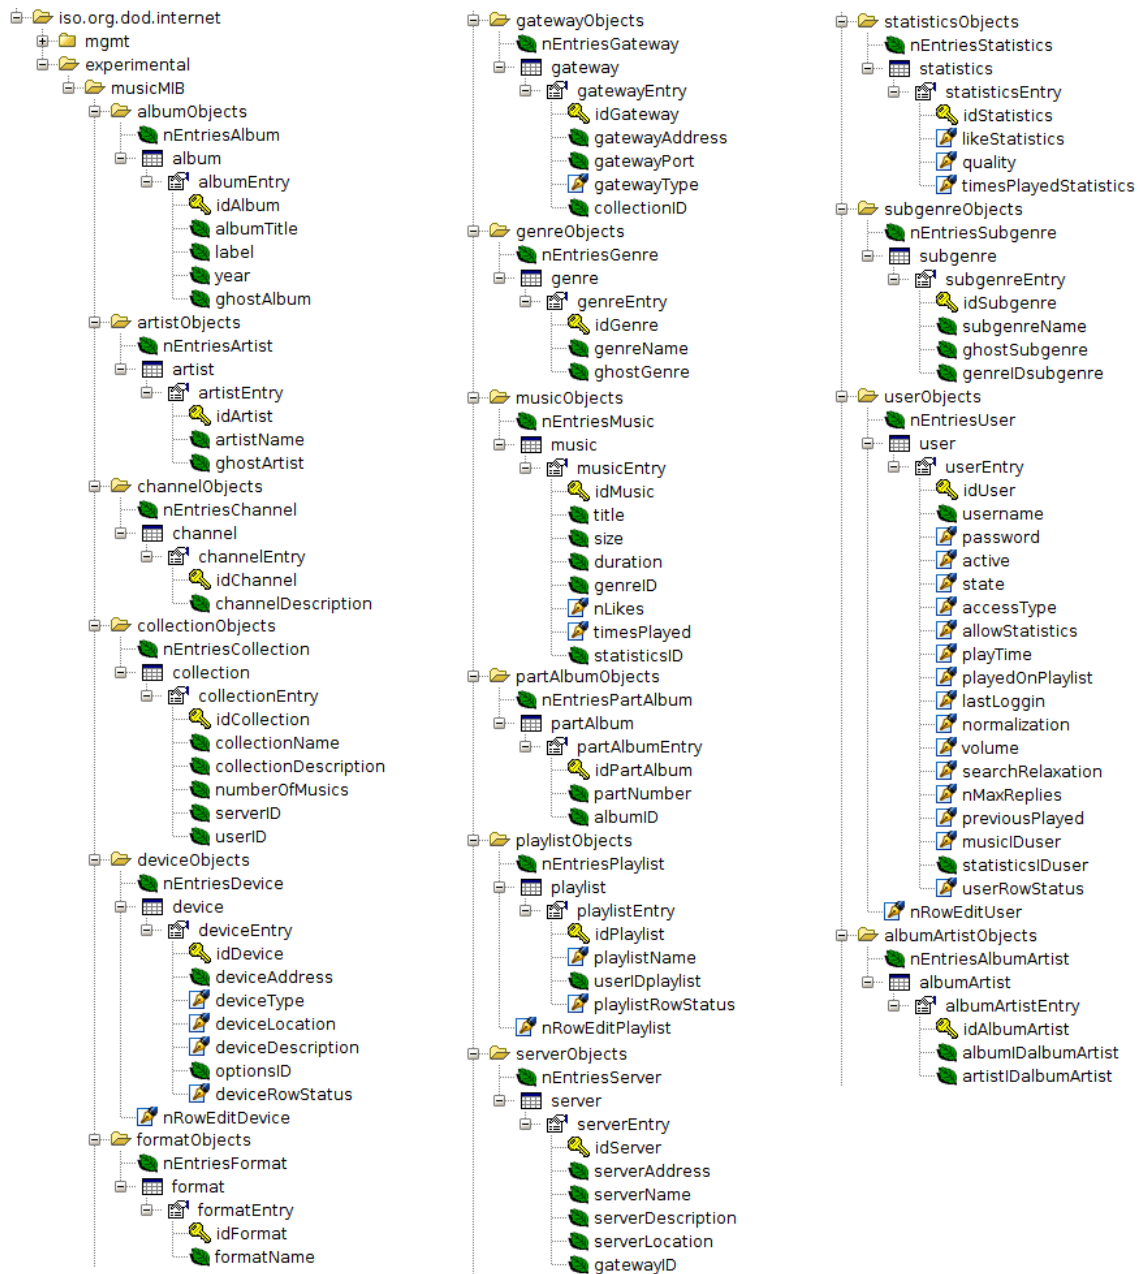 iso.org.dod.internet
mgmt
experimental
musicMIB
albumObjects
nEntriesAlbum
album
albumEntry
idAlbum
albumTitle
label
year
ghostAlbum
artistObjects
nEntriesArtist
artist
artistEntry
idArtist
artistName
ghostArtist
channelObjects
nEntriesChannel
channel
channelEntry
idChannel
channelDescription
collectionObjects
nEntriesCollection
collection
collectionEntry
idCollection
collectionName
collectionDescription
numberOfMusics
serverID
userID
deviceObjects
nEntriesDevice
device
deviceEntry
idDevice
deviceAddress
deviceType
deviceLocation
deviceDescription
optionsID
deviceRowStatus
nRowEditDevice
formatObjects
nEntriesFormat
format
formatEntry
idFormat
formatName
gatewayObjects
nEntriesGateway
gateway
gatewayEntry
idGateway
gatewayAddress
gatewayPort
gatewayType
collectionID
genreObjects
nEntriesGenre
genre
genreEntry
idGenre
genreName
ghostGenre
musicObjects
nEntriesMusic
music
musicEntry
idMusic
title
size
duration
genreID
nLikes
timesPlayed
statisticsID
partAlbumObjects
nEntriesPartAlbum
partAlbum
partAlbumEntry
idPartAlbum
partNumber
albumID
playlistObjects
nEntriesPlaylist
playlist
playlistEntry
idPlaylist
playlistName
userIDplaylist
playlistRowStatus
nRowEditPlaylist
serverObjects
nEntriesServer
server
serverEntry
idServer
serverAddress
serverName
serverDescription
serverLocation
gatewayID
statisticsObjects
nEntriesStatistics
statistics
statisticsEntry
idStatistics
likeStatistics
quality
timesPlayedStatistics
subgenreObjects
nEntriesSubgenre
subgenre
subgenreEntry
idSubgenre
subgenreName
ghostSubgenre
genreIDsubgenre
userObjects
nEntriesUser
user
userEntry
idUser
username
password
active
state
accessType
allowStatistics
playTime
playedOnPlaylist
lastLoggin
normalization
volume
searchRelaxation
nMaxReplies
previousPlayed
musicIDuser
statisticsIDuser
userRowStatus
nRowEditUser
albumArtistObjects
nEntriesAlbumArtist
albumArtist
albumArtistEntry
idAlbumArtist
albumIDalbumArtist
artistIDalbumArtist